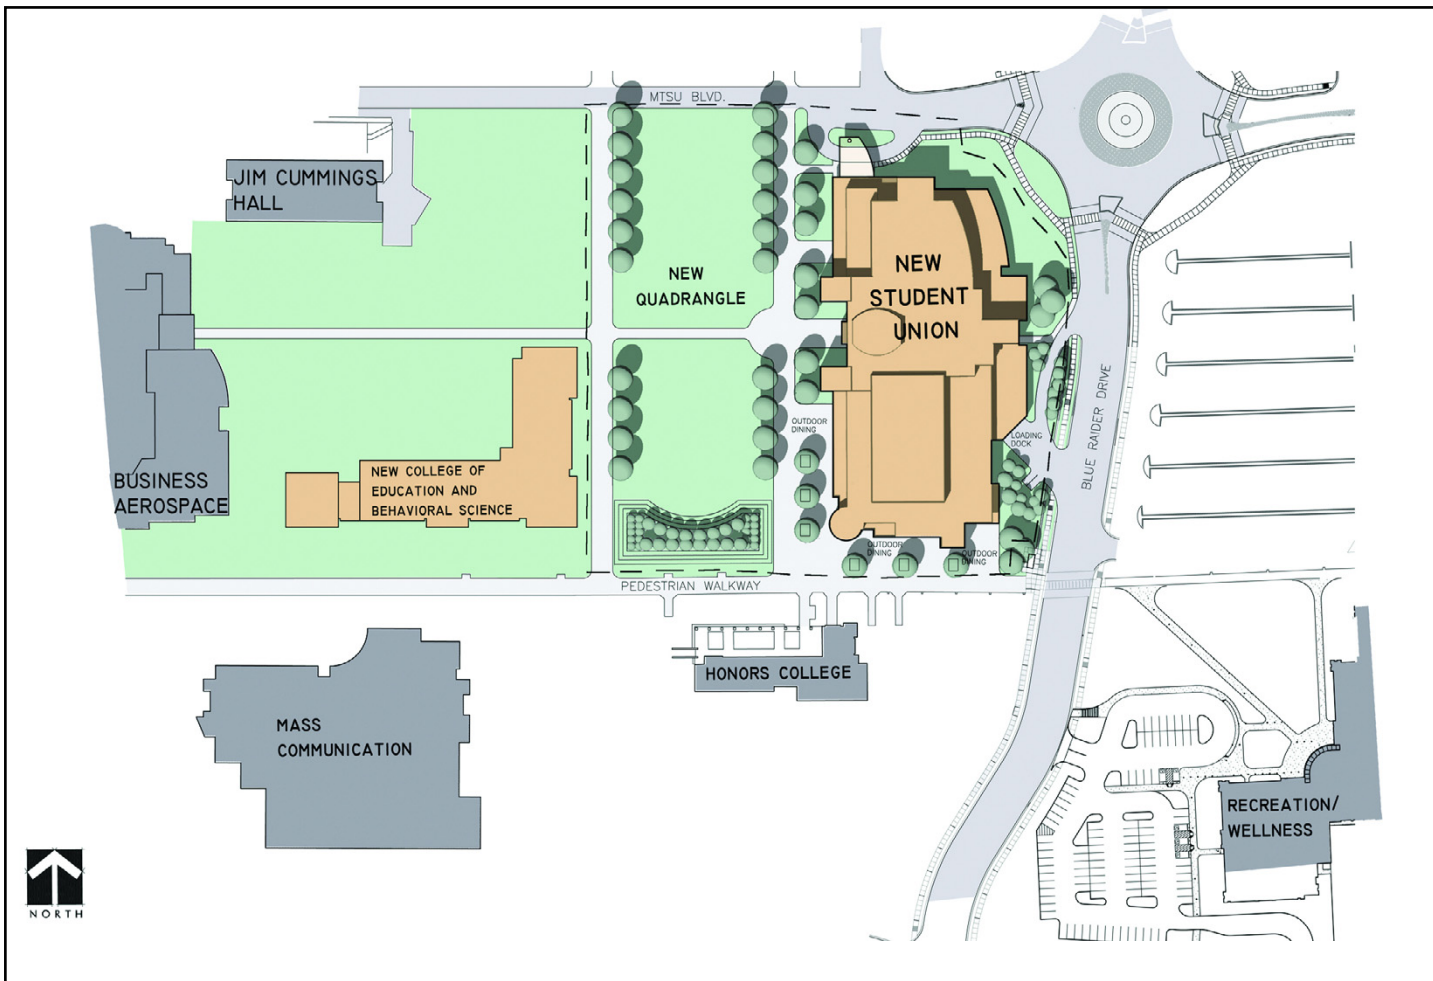 MTSU BLVD.
JIM CUMMINGS
HALL
NEW
QUADRANGLE
NEW
STUDENT
UNION
BLUE RAIDER DRIVE
OUTDOOR
DINING
LOADING
DOCK
BUSINESS
AEROSPACE
NEW COLLEGE OF
EDUCATION AND
BEHAVIORAL SCIENCE
OUTDOOR
DINING
OUTDOOR
DINING
PEDESTRIAN WALKWAY
HONORS COLLEGE
MASS
COMMUNICATION
RECREATION/
WELLNESS
NORTH